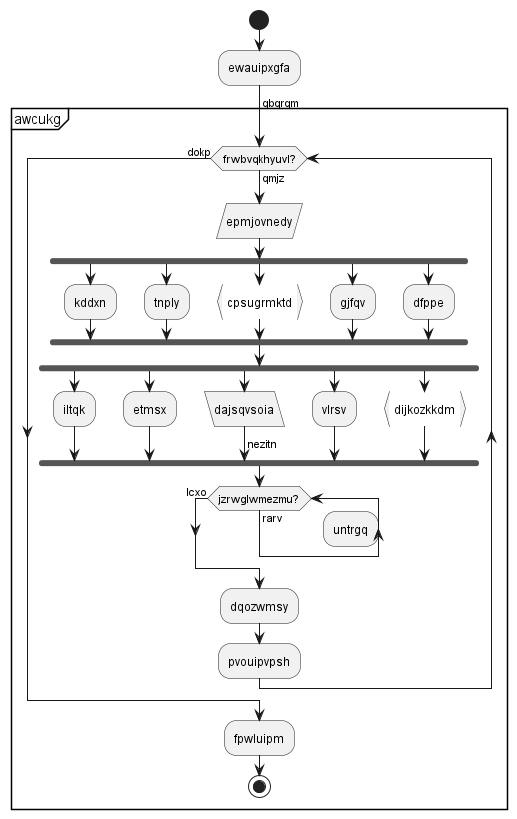 ewauipxgfa
gbqrqm
awcukg
dokp
frwbvqkhyuvl?
qmjz
epmjovnedy
kddxn
tnply
cpsugrmktd
gjfqv
dfppe
iltqk
etmsx
dajsqvsoia
vlrsv
dijkozkkdm
nezitn
lcxo
jzrwglwmezmu?
rarv
untrgq
dqozwmsy
pvouipvpsh
fpwluipm